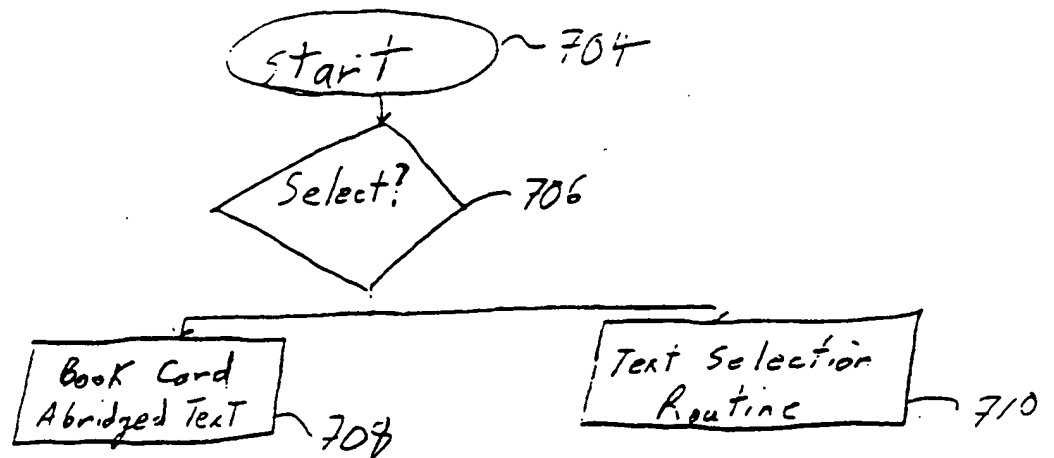 Start
704
Select?
706
Book Card
Abridged Text
708
Text Selection
Routine
710